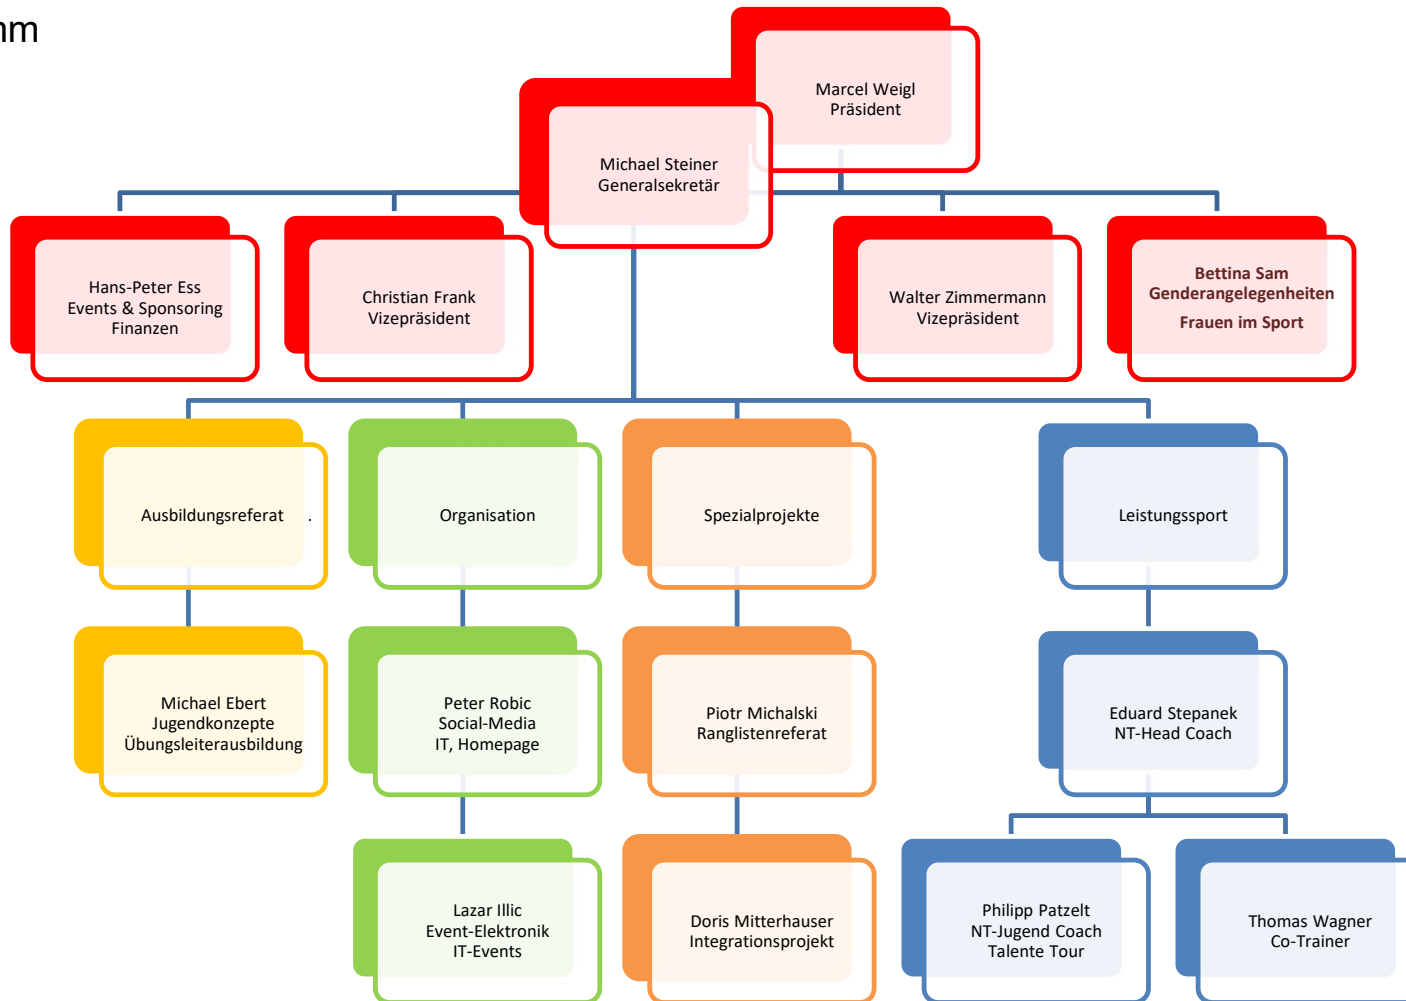 nm
Marcel Weigl
Präsident
Michael Steiner
Generalsekretär
Hans-Peter Ess
Events & Sponsoring
Finanzen
Christian Frank
Vizepräsident
Walter Zimmermann
Vizepräsident
Bettina Sam
Genderangelegenheiten
Frauen im Sport
Ausbildungsreferat .
Organisation
Spezialprojekte
Leistungssport
Michael Ebert
Jugendkonzepte
Übungsleiterausbildung
Peter Robic
Social-Media
IT, Homepage
Piotr Michalski
Ranglistenreferat
Eduard Stepanek
NT-Head Coach
Lazar Illic
Event-Elektronik
IT-Events
Doris Mitterhauser
Integrationsprojekt
Philipp Patzelt
NT-Jugend Coach
Talente Tour
Thomas Wagner
Co-Trainer